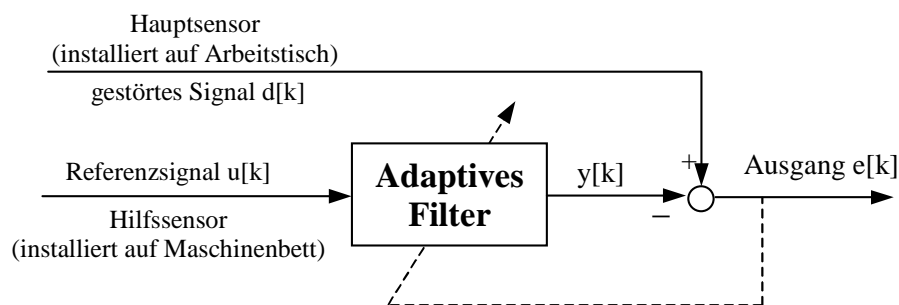 Hauptsensor
(installiert auf Arbeitstisch)
gestörtes Signal d[k]
Referenzsignal u[k]
Hilfssensor
(installiert auf Maschinenbett)
Adaptives
Filter
y[k]
+
−
Ausgang e[k]